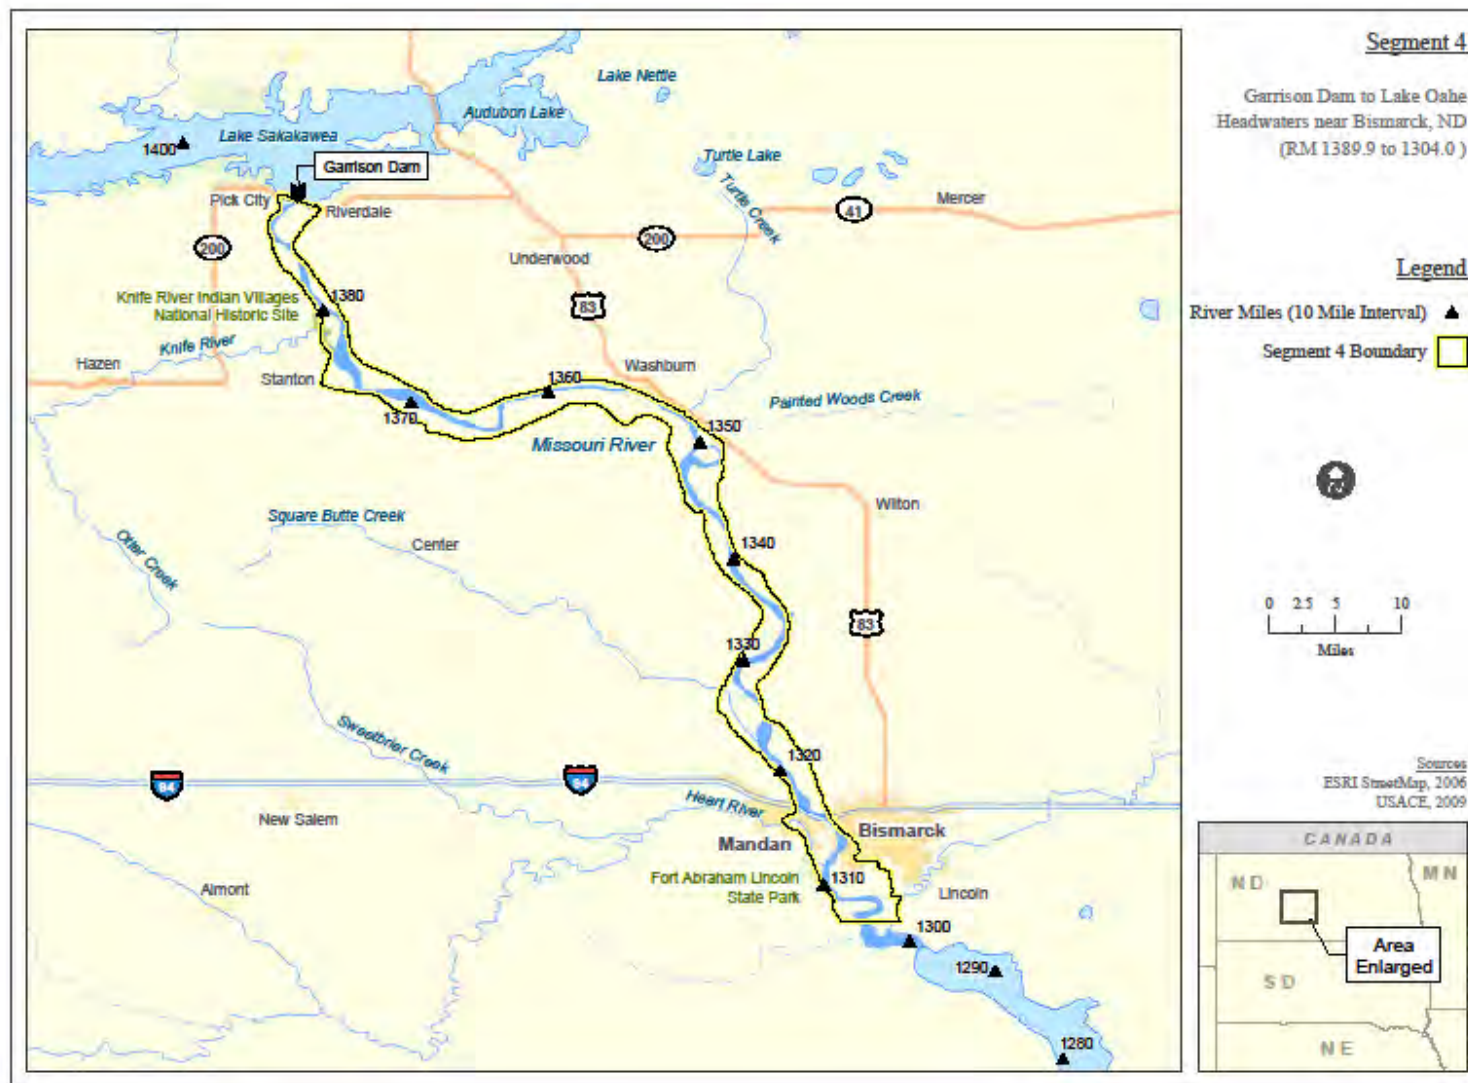 Segment 4
Garrison Dam to Lake Oahe
Headwaters near Bismarck, ND
(RM 1389.9 to 1304.0 )
Legend
River Miles (10 Mile Interval)
Segment 4 Boundary
0 2.5 5 10
Miles
Sources
ESRI StreetMap, 2006
USACE, 2009
CANADA
ND
MN
SD
NE
Area
Enlarged
Lake Nettle
Audubon Lake
Lake Sakakawea
1400
Garrison Dam
Turtle Lake
Turtle Creek
Pick City
Riverdale
Mercer
41
200
200
Underwood
83
Knife River Indian Villages
National Historic Site
1380
Knife River
Hazen
Stanton
Washburn
1360
1370
Painted Woods Creek
1350
Missouri River
Wilton
Square Butte Creek
Center
Otter Creek
1340
83
1330
Sweetbrier Creek
1320
94
94
Heart River
New Salem
Mandan
Bismarck
Almont
Fort Abraham Lincoln
State Park
1310
Lincoln
1300
1290
1280